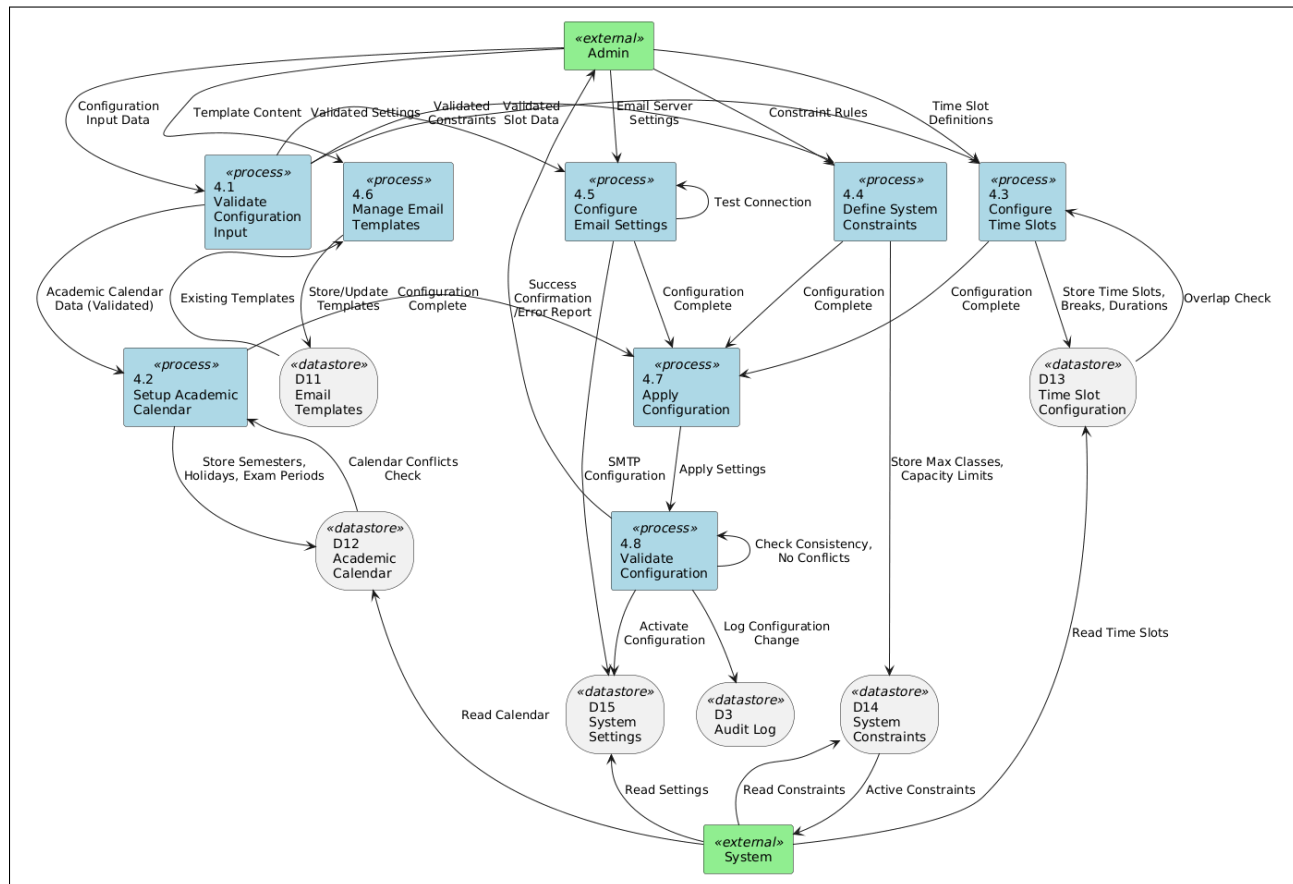 «external»
Admin
Configuration
Input Data
Template Content
Validated Settings
Validated
Constraints
Validated
Slot Data
Email Server
Settings
Constraint Rules
Time Slot
Definitions
«process»
4.1
Validate
Configuration
Input
«process»
4.6
Manage Email
Templates
«process»
4.5
Configure
Email Settings
Test Connection
«process»
4.4
Define System
Constraints
«process»
4.3
Configure
Time Slots
Academic Calendar
Data (Validated)
Existing Templates
Store/Update
Templates
Configuration
Complete
Success
Confirmation
/Error Report
Configuration
Complete
Configuration
Complete
Configuration
Complete
Store Time Slots,
Breaks, Durations
Overlap Check
«process»
4.2
Setup Academic
Calendar
«datastore»
D11
Email
Templates
«process»
4.7
Apply
Configuration
«datastore»
D13
Time Slot
Configuration
Store Semesters,
Holidays, Exam Periods
Calendar Conflicts
Check
SMTP
Configuration
Apply Settings
Store Max Classes,
Capacity Limits
«datastore»
D12
Academic
Calendar
«process»
4.8
Validate
Configuration
Check Consistency,
No Conflicts
Activate
Configuration
Log Configuration
Change
Read Time Slots
«datastore»
D15
System
Settings
«datastore»
D3
Audit Log
«datastore»
D14
System
Constraints
Read Calendar
Read Settings
Read Constraints
Active Constraints
«external»
System